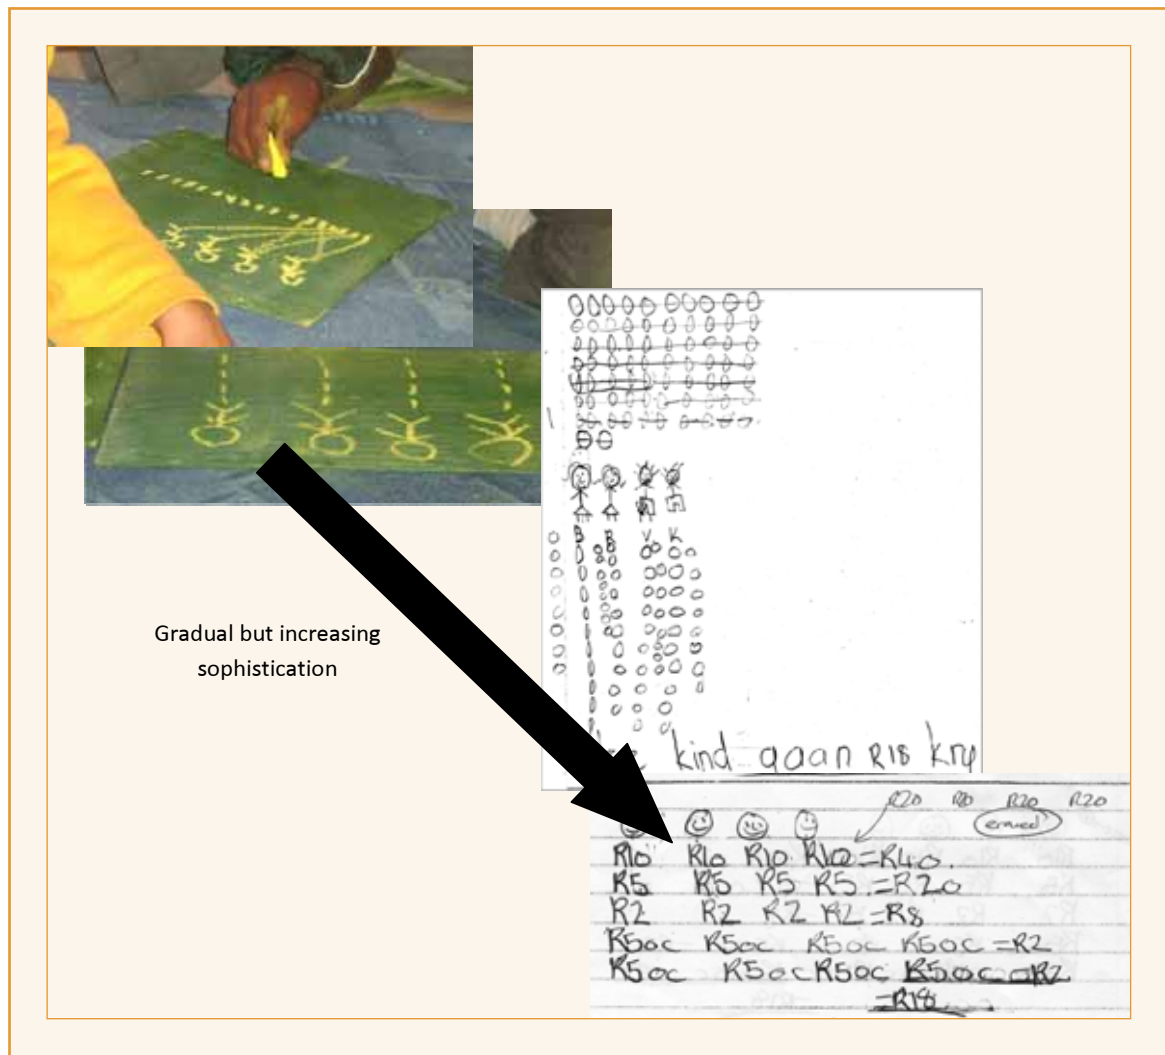 Gradual but increasing
sophistication
B B V K
kind gaan R18 kry
R20 R20 R20
erased
R10 R10 R10 R10 =R40.
R5 R5 R5 R5 =R20
R2 R2 R2 R2 =R8
R50c R50c R50c R50c =R2
R50c R50c R50c R50c =R2
=R18